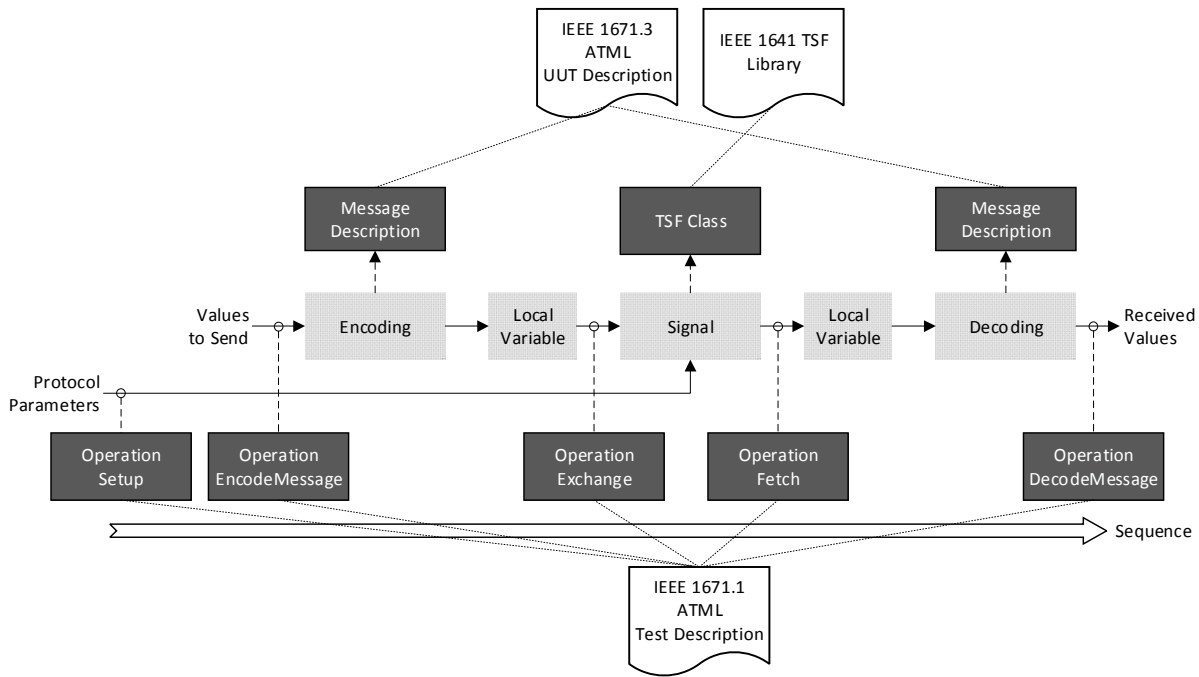 IEEE 1671.3
ATML
UUT Description
IEEE 1641 TSF
Library
Message
Description
TSF Class
Message
Description
Values
to Send
Encoding
Local
Variable
Signal
Local
Variable
Decoding
Received
Values
Protocol
Parameters
Operation
Setup
Operation
EncodeMessage
Operation
Exchange
Operation
Fetch
Operation
DecodeMessage
Sequence
IEEE 1671.1
ATML
Test Description